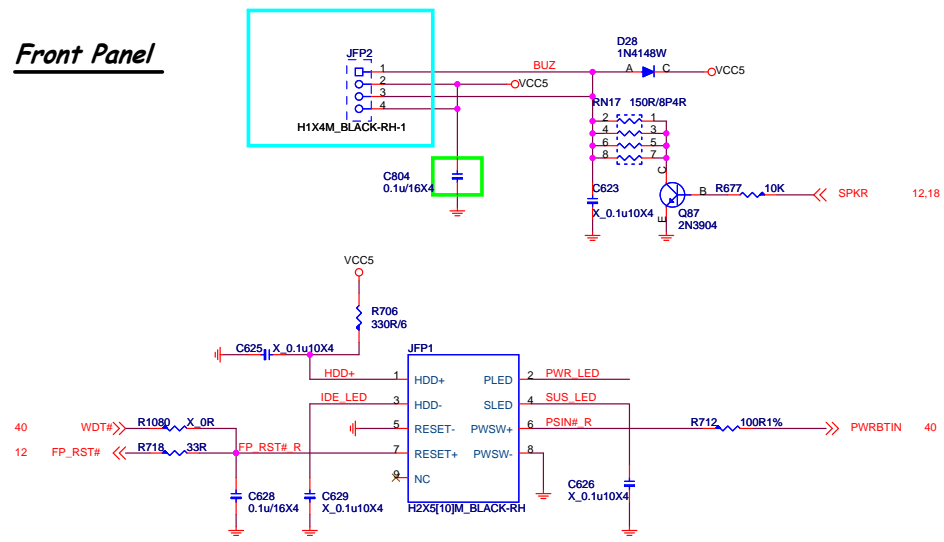 Front Panel
JFP2
1
2
3
4
H1X4M_BLACK-RH-1
BUZ
VCC5
D28
1N4148W
A
C
VCC5
RN17 150R/8P4R
2 1
4 3
6 5
8 7
C804
0.1u/16X4
C623
X_0.1u10X4
C
B
E
Q87
2N3904
R677 10K
SPKR 12,18
VCC5
R706
330R/6
C625 X_0.1u10X4
JFP1
HDD+ 1 HDD+ PLED 2 PWR_LED
IDE_LED 3 HDD- SLED 4 SUS_LED
5 RESET- PWSW+ 6 PSIN#_R
7 RESET+ PWSW- 8
9 NC
H2X5[10]M_BLACK-RH
40 WDT# R1080 X_0R
12 FP_RST# R718 33R FP_RST#_R
R712 100R1% PWRBTIN 40
C628
0.1u/16X4
C629
X_0.1u10X4
C626
X_0.1u10X4